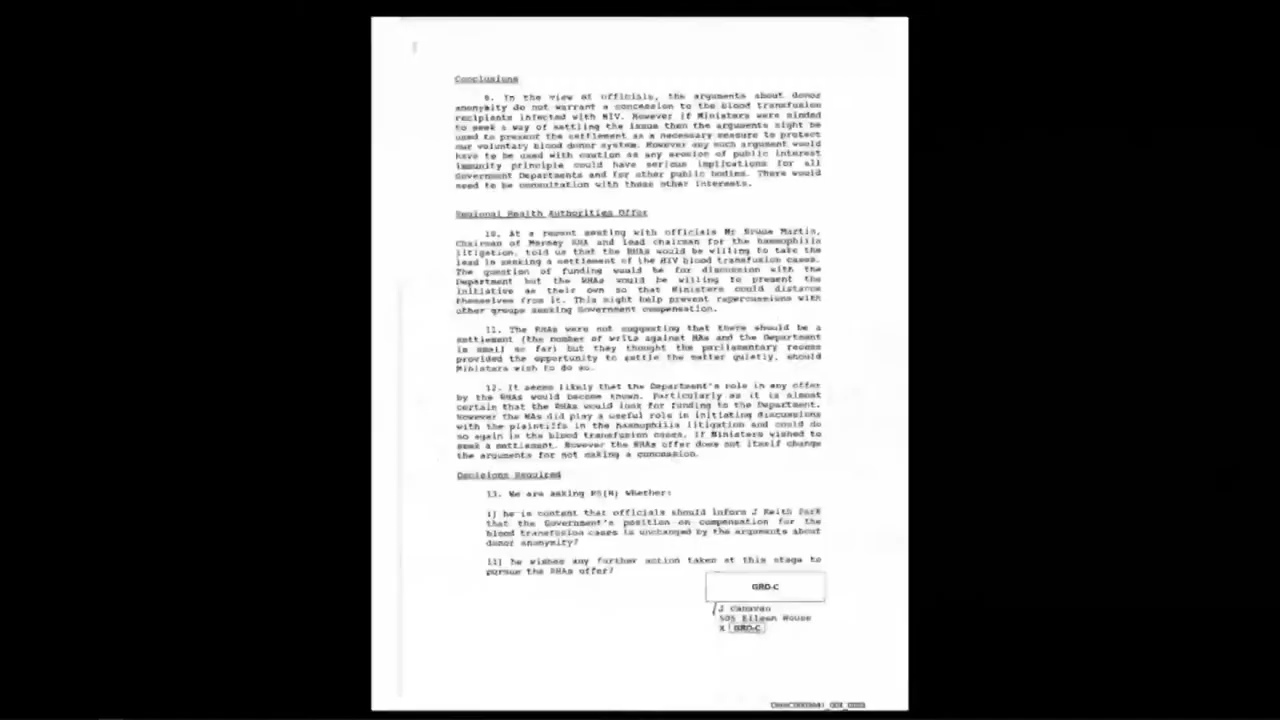 Conclusions
9. In the view of officials, the arguments about donor
anonymity do not warrant a concession to the blood transfusion
recipients infected with HIV. However if Ministers were minded
to seek a way of settling the issue then the arguments might be
used to present the settlement as a necessary measure to protect
our voluntary blood donor system. However any such argument would
have to be used with caution as any erosion of public interest
immunity principle could have serious implications for all
Government Departments and for other public bodies. There would
need to be consultation with these other interests.
Regional Health Authorities Offer
10. At a recent meeting with officials Mr Bruce Martin,
Chairman of Mersey RHA and lead chairman for the haemophilia
litigation, told us that the RHAs would be willing to take the
lead in seeking a settlement of the HIV blood transfusion cases.
The question of funding would be for discussion with the
Department but the RHAs would be willing to present the
initiative as their own so that Ministers could distance
themselves from it. This might help prevent repercussions with
other groups seeking Government compensation.
11. The RHAs were not suggesting that there should be a
settlement (the number of writs against HAs and the Department
is small so far) but they thought the parliamentary recess
provided the opportunity to settle the matter quietly, should
Ministers wish to do so.
12. It seems likely that the Department's role in any offer
by the RHAs would become known. Particularly as it is almost
certain that the RHAs would look for funding to the Department.
However the HAs did play a useful role in initiating discussions
with the plaintiffs in the haemophilia litigation and could do
so again in the blood transfusion cases, if Ministers wished to
seek a settlement. However the RHAs offer does not itself change
the arguments for not making a concession.
Decisions Required
13. We are asking PS(H) whether:
i) he is content that officials should inform J Keith Park
that the Government's position on compensation for the
blood transfusion cases is unchanged by the arguments about
donor anonymity?
ii) he wishes any further action taken at this stage to
pursue the RHAs offer?
GRO-C
J Canavan
505 Eileen House
X GRO-C